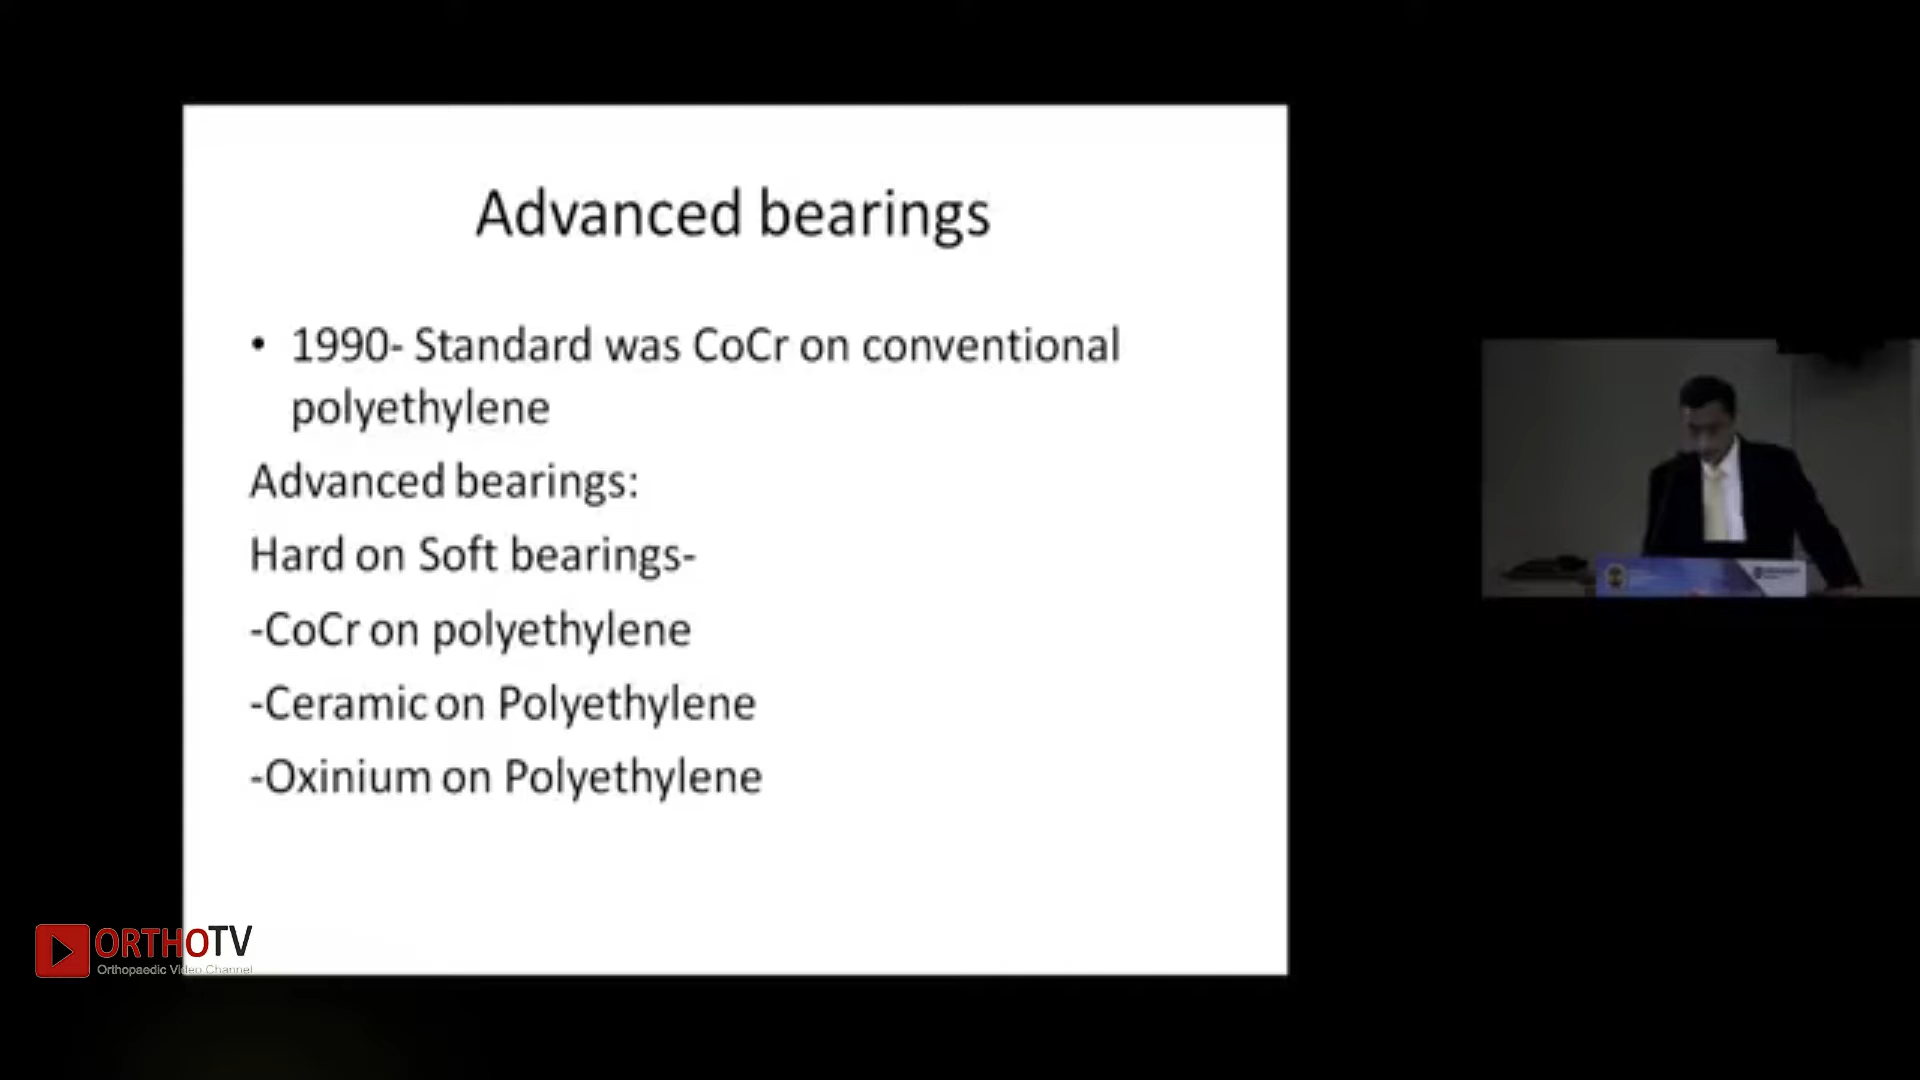 Advanced bearings
• 1990- Standard was CoCr on conventional
polyethylene
Advanced bearings:
Hard on Soft bearings-
-CoCr on polyethylene
-Ceramic on Polyethylene
-Oxinium on Polyethylene
ORTHOTV
Orthopaedic Video Channel